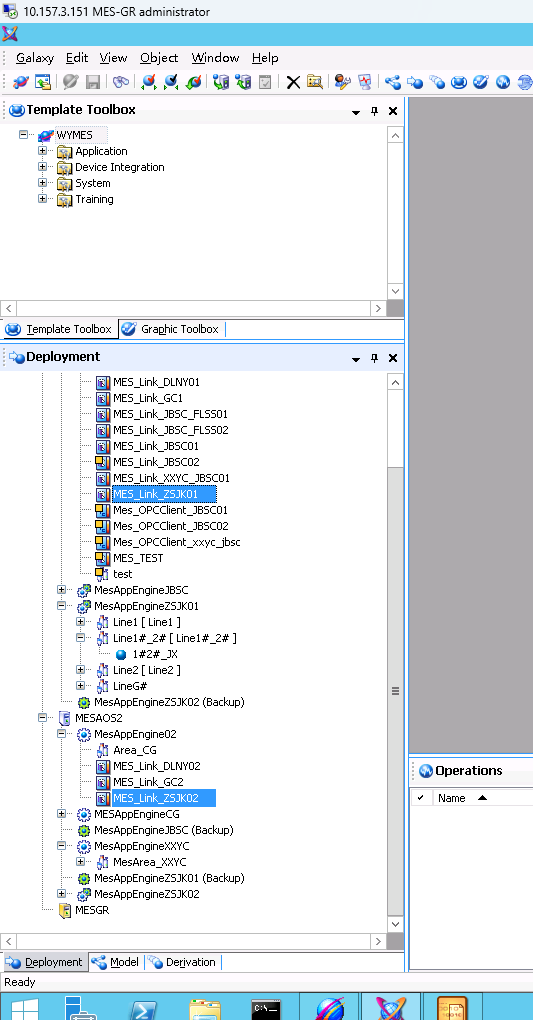 10.157.3.151 MES-GR administrator
Galaxy Edit View Object Window Help
Template Toolbox
WYMES
Application
Device Integration
System
Training
Template Toolbox Graphic Toolbox
Deployment
MES_Link_DLNY01
MES_Link_GC1
MES_Link_JBSC_FLSS01
MES_Link_JBSC_FLSS02
MES_Link_JBSC01
MES_Link_JBSC02
MES_Link_XXYC_JBSC01
MES_Link_ZSJK01
Mes_OPCClient_JBSC01
Mes_OPCClient_JBSC02
Mes_OPCClient_xxyc_jbsc
MES_TEST
test
MesAppEngineJBSC
MesAppEngineZSJK01
Line1 [ Line1 ]
Line1#_2# [ Line1#_2# ]
1#2#_JX
Line2 [ Line2 ]
LineG#
MesAppEngineZSJK02 (Backup)
MESAOS2
MesAppEngine02
Area_CG
MES_Link_DLNY02
MES_Link_GC2
MES_Link_ZSJK02
MESAppEngineCG
MesAppEngineJBSC (Backup)
MesAppEngineXXYC
MesArea_XXYC
MesAppEngineZSJK01 (Backup)
MesAppEngineZSJK02
MESGR
Operations
Name
Deployment Model Derivation
Ready
C:\